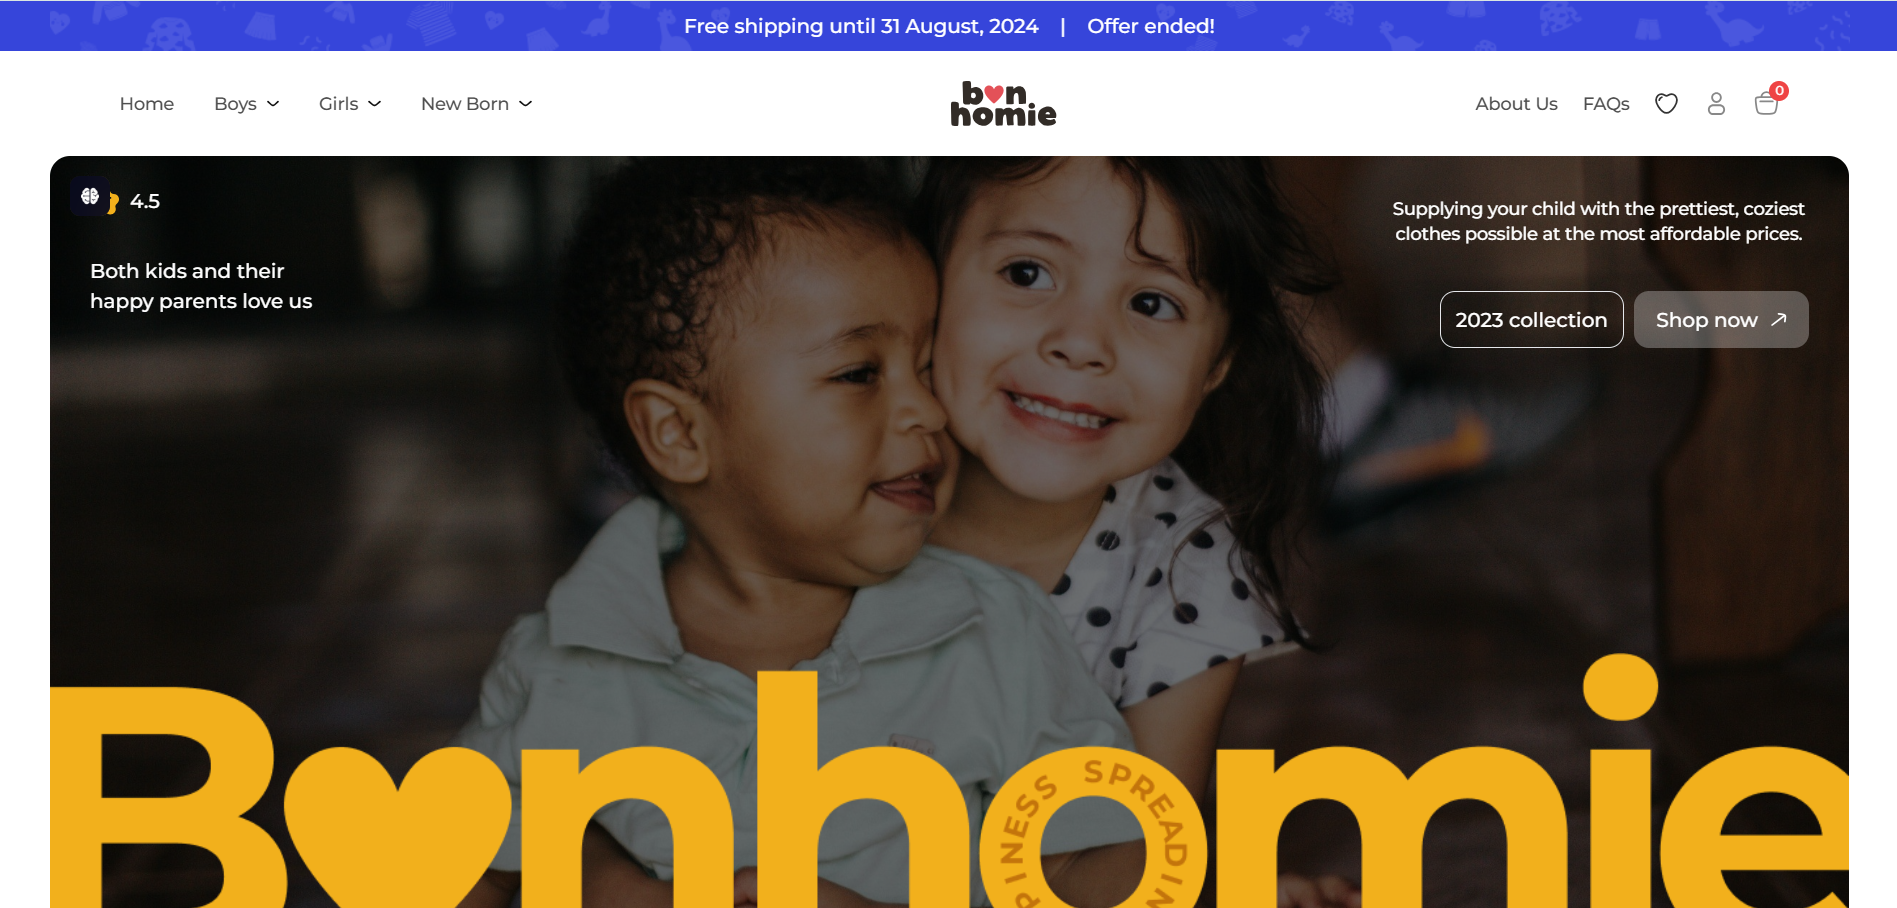 Free shipping until 31 August, 2024 | Offer ended!
Home Boys Girls New Born
bon
homie
About Us FAQs
0
4.5
Both kids and their
happy parents love us
Supplying your child with the prettiest, coziest
clothes possible at the most affordable prices.
2023 collection
Shop now
Bonhomie
SPREADIN
PINESS